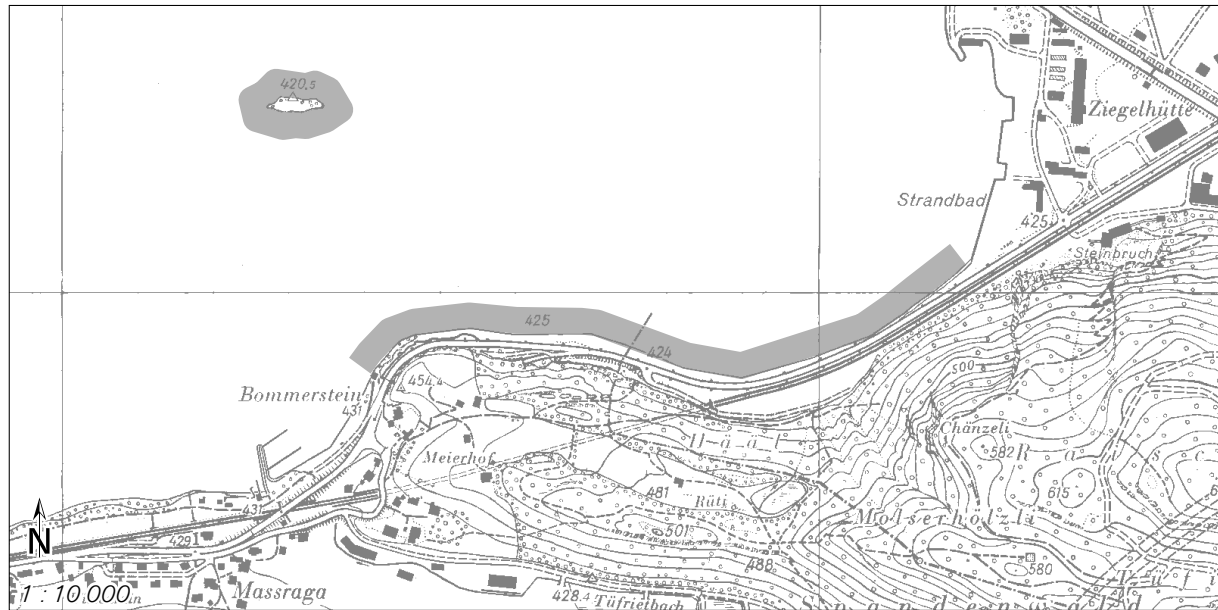 420,5
Ziegelhütte
Strandbad
425
Steinbruch
425
424
500
454,4
Bommerstein
431
Chänzeli
582
Meierhof
481
615
Rüti
431
501
Molserhölzli
N
429
488
580
1 : 10'000
Massraga
428,4
Tüfrietbach